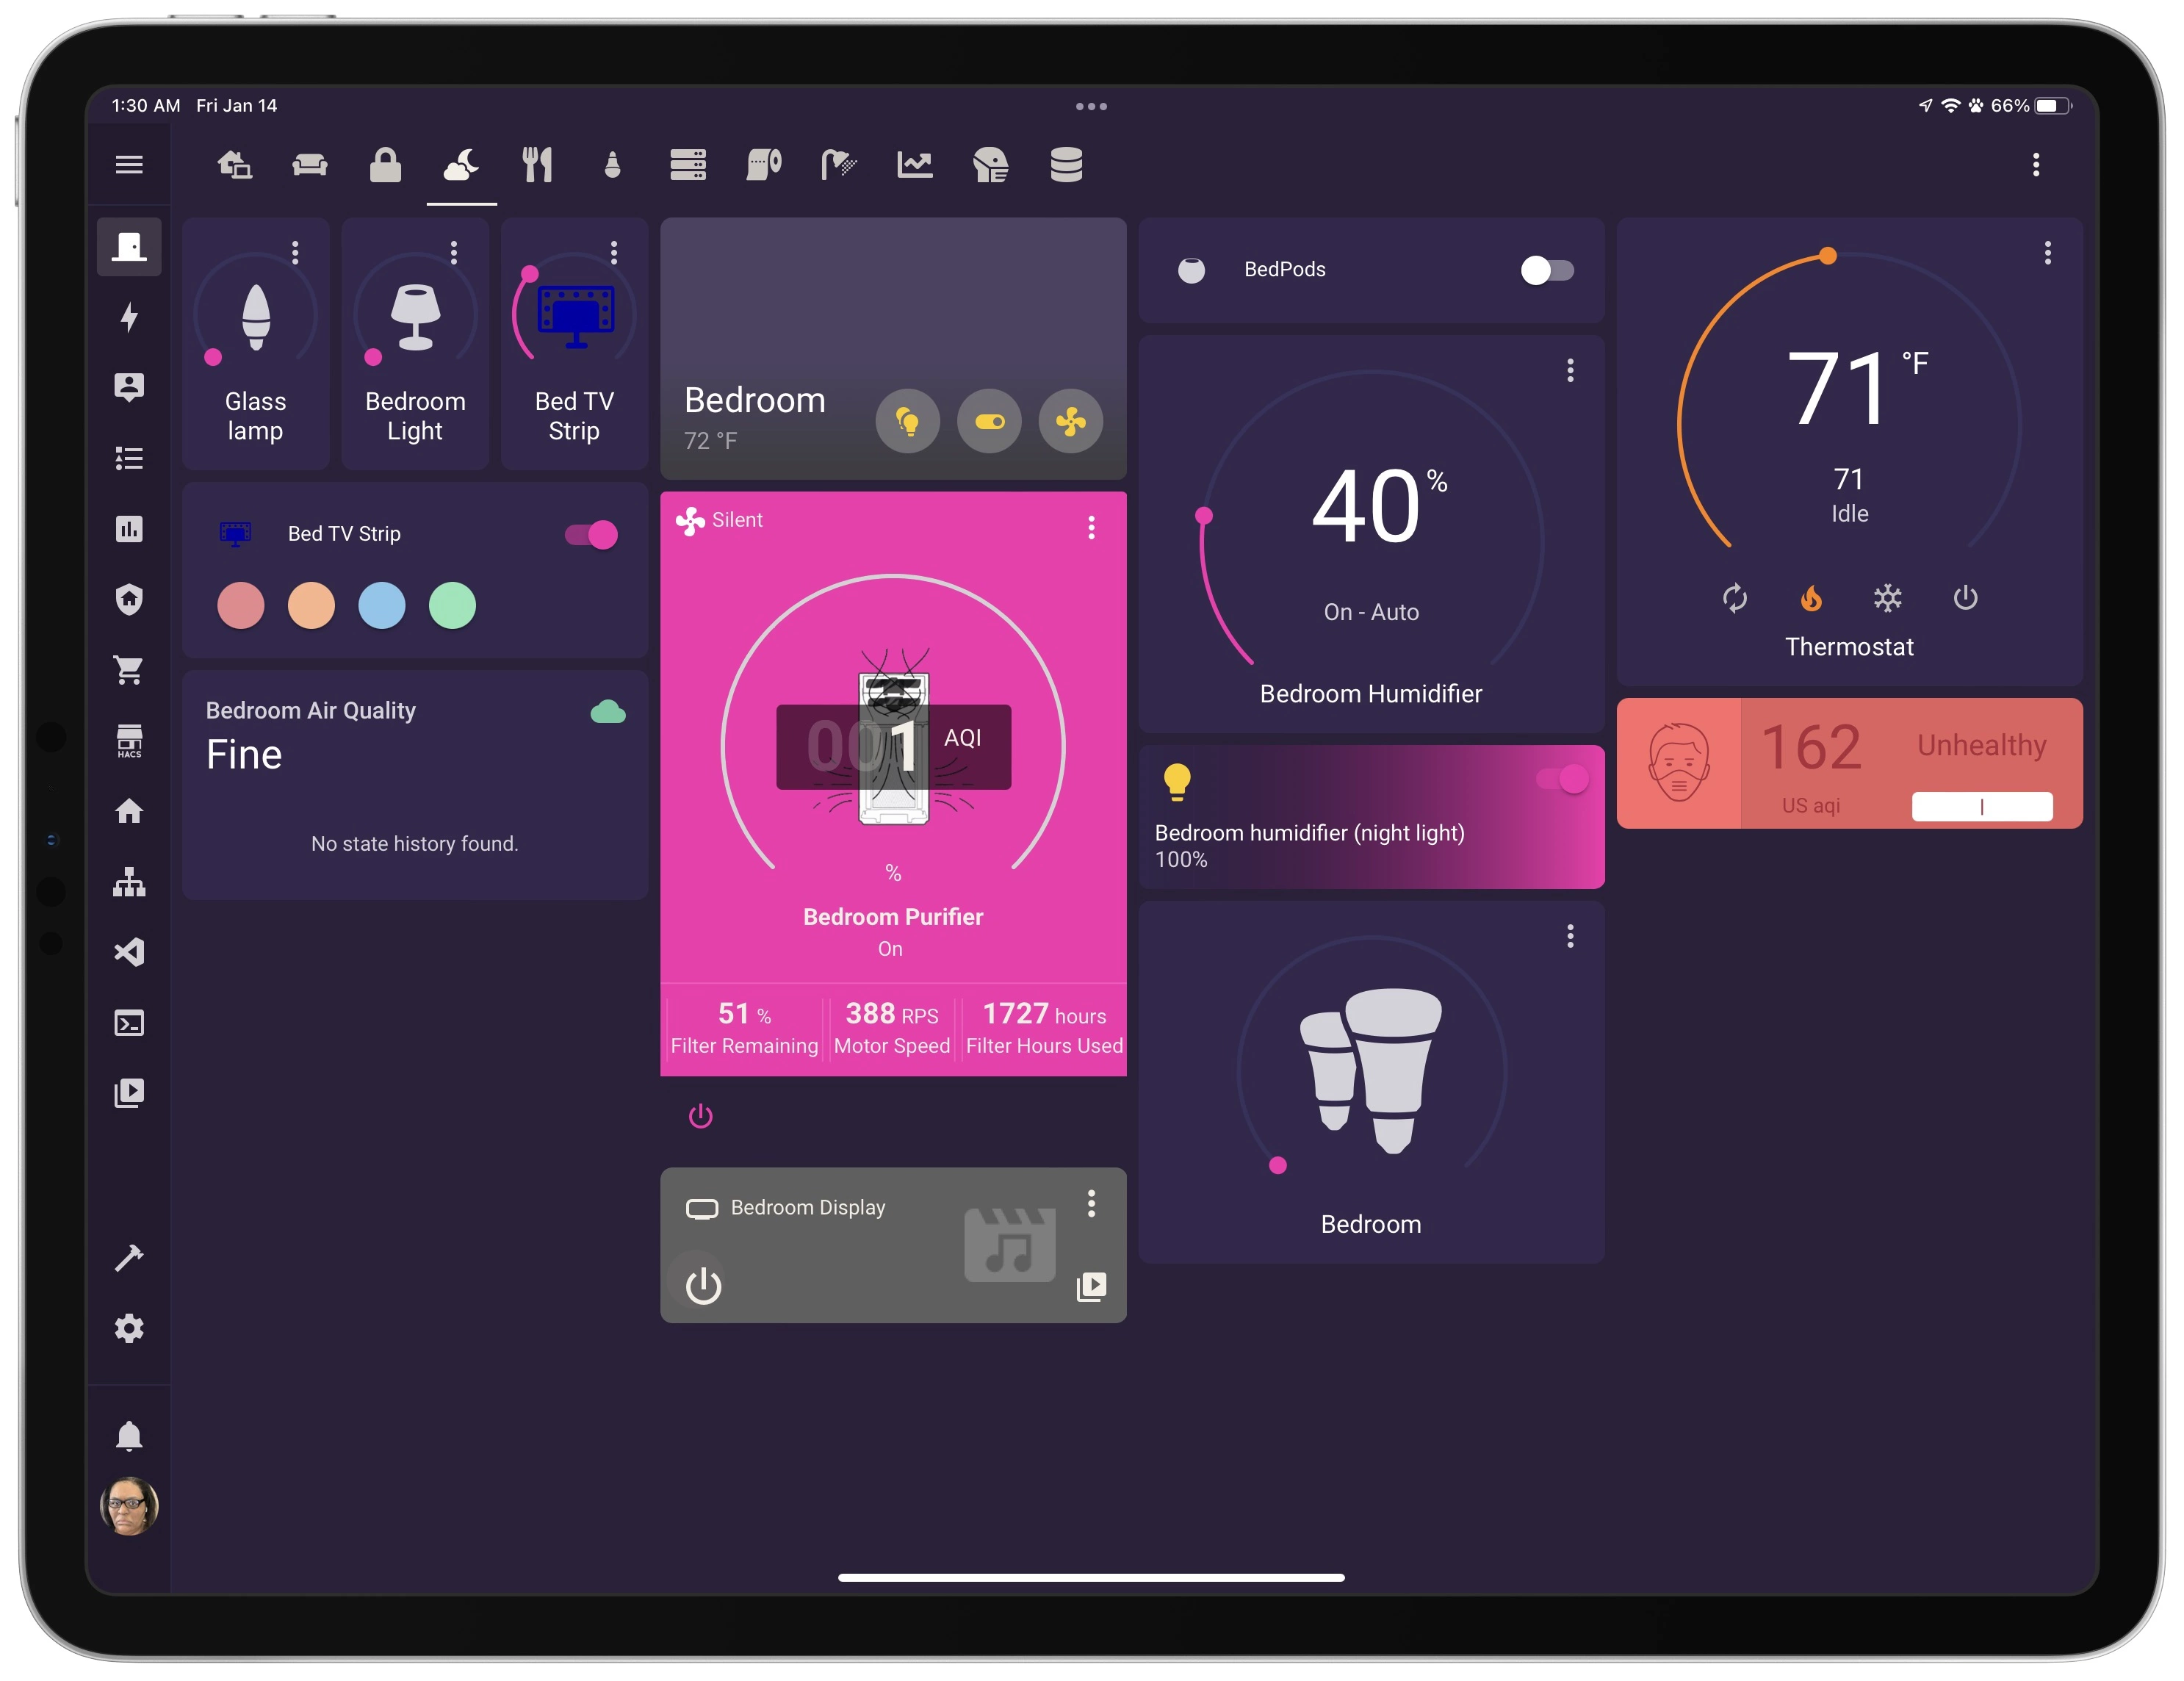 1:30 AM Fri Jan 14
66%
HACS
Glass
lamp
Bedroom
Light
Bed TV
Strip
Bed TV Strip
Bedroom Air Quality
Fine
No state history found.
Bedroom
72 °F
Silent
001 AQI
%
Bedroom Purifier
On
51 % 388 RPS 1727 hours
Filter Remaining Motor Speed Filter Hours Used
Bedroom Display
BedPods
40 %
On - Auto
Bedroom Humidifier
Bedroom humidifier (night light)
100%
Bedroom
71 °F
71
Idle
Thermostat
162 Unhealthy
US aqi